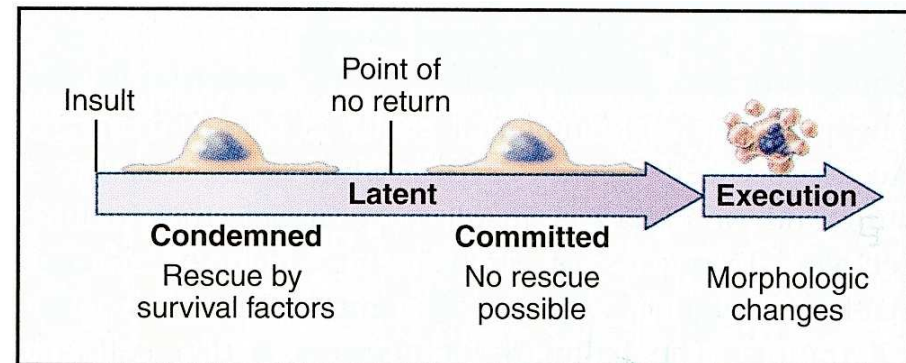 Insult
Point of
no return
Latent
Execution
Condemned
Rescue by
survival factors
Committed
No rescue
possible
Morphologic
changes